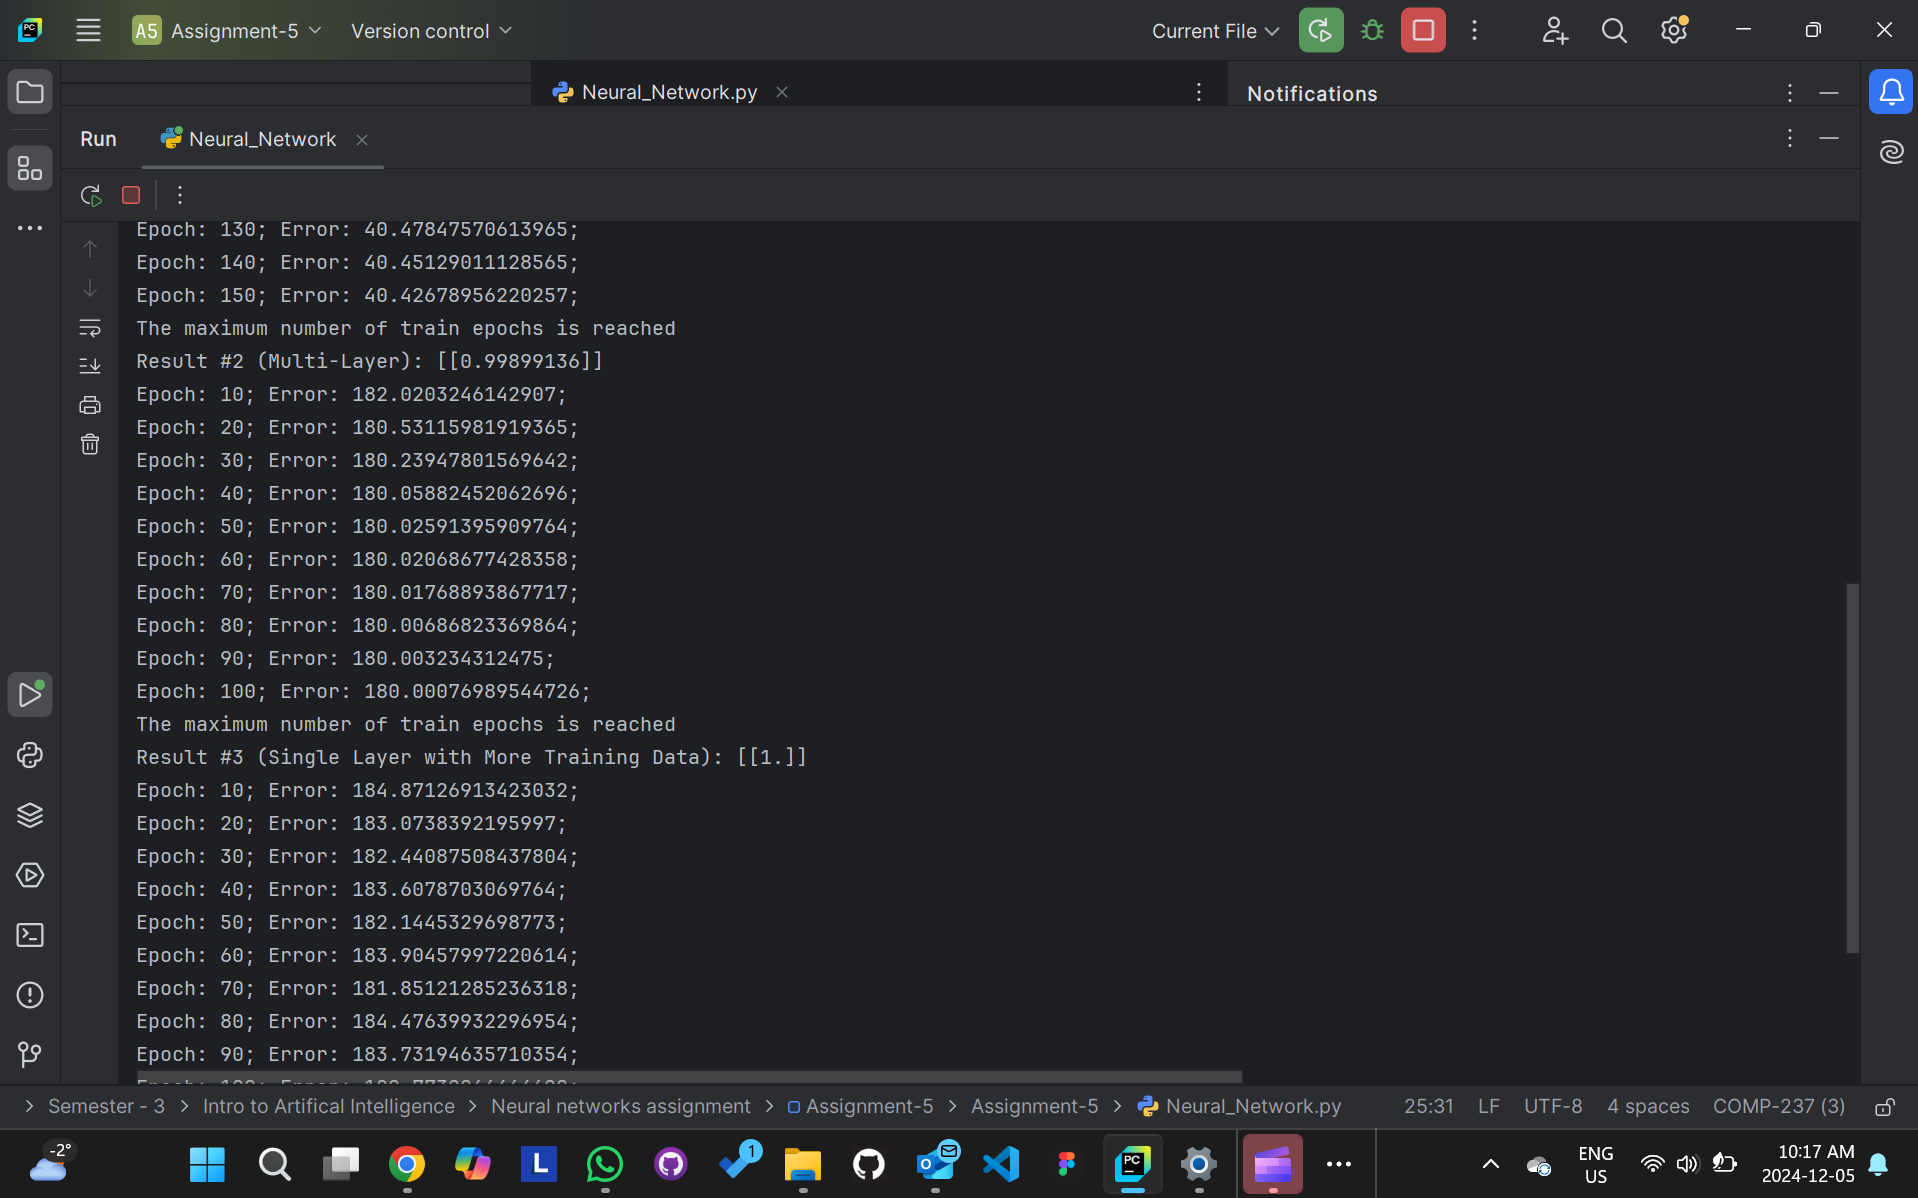 PC
A5 Assignment-5 Version control Current File
Neural_Network.py Notifications
Run Neural_Network
Epoch: 130; Error: 40.47847570613965;
Epoch: 140; Error: 40.45129011128565;
Epoch: 150; Error: 40.42678956220257;
The maximum number of train epochs is reached
Result #2 (Multi-Layer): [[0.99899136]]
Epoch: 10; Error: 182.0203246142907;
Epoch: 20; Error: 180.53115981919365;
Epoch: 30; Error: 180.23947801569642;
Epoch: 40; Error: 180.05882452062696;
Epoch: 50; Error: 180.02591395909764;
Epoch: 60; Error: 180.02068677428358;
Epoch: 70; Error: 180.01768893867717;
Epoch: 80; Error: 180.00686823369864;
Epoch: 90; Error: 180.003234312475;
Epoch: 100; Error: 180.00076989544726;
The maximum number of train epochs is reached
Result #3 (Single Layer with More Training Data): [[1.]]
Epoch: 10; Error: 184.87126913423032;
Epoch: 20; Error: 183.0738392195997;
Epoch: 30; Error: 182.44087508437804;
Epoch: 40; Error: 183.6078703069764;
Epoch: 50; Error: 182.1445329698773;
Epoch: 60; Error: 183.90457997220614;
Epoch: 70; Error: 181.85121285236318;
Epoch: 80; Error: 184.47639932296954;
Epoch: 90; Error: 183.73194635710354;
> Semester - 3 > Intro to Artifical Intelligence > Neural networks assignment > Assignment-5 > Assignment-5 > Neural_Network.py 25:31 LF UTF-8 4 spaces COMP-237 (3)
-2° L 1 PC ENG 10:17 AM
US 2024-12-05